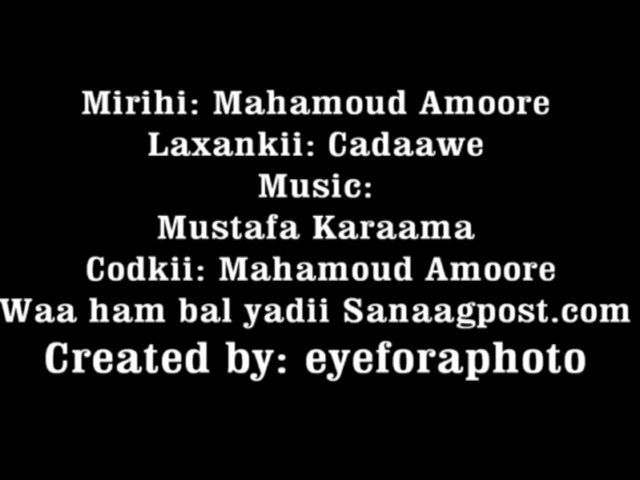 Mirihi: Mahamoud Amoore
Laxankii: Cadaawe
Music:
Mustafa Karaama
Codkii: Mahamoud Amoore
Waa ham bal yadii Sanaagpost.com
Created by: eyeforaphoto